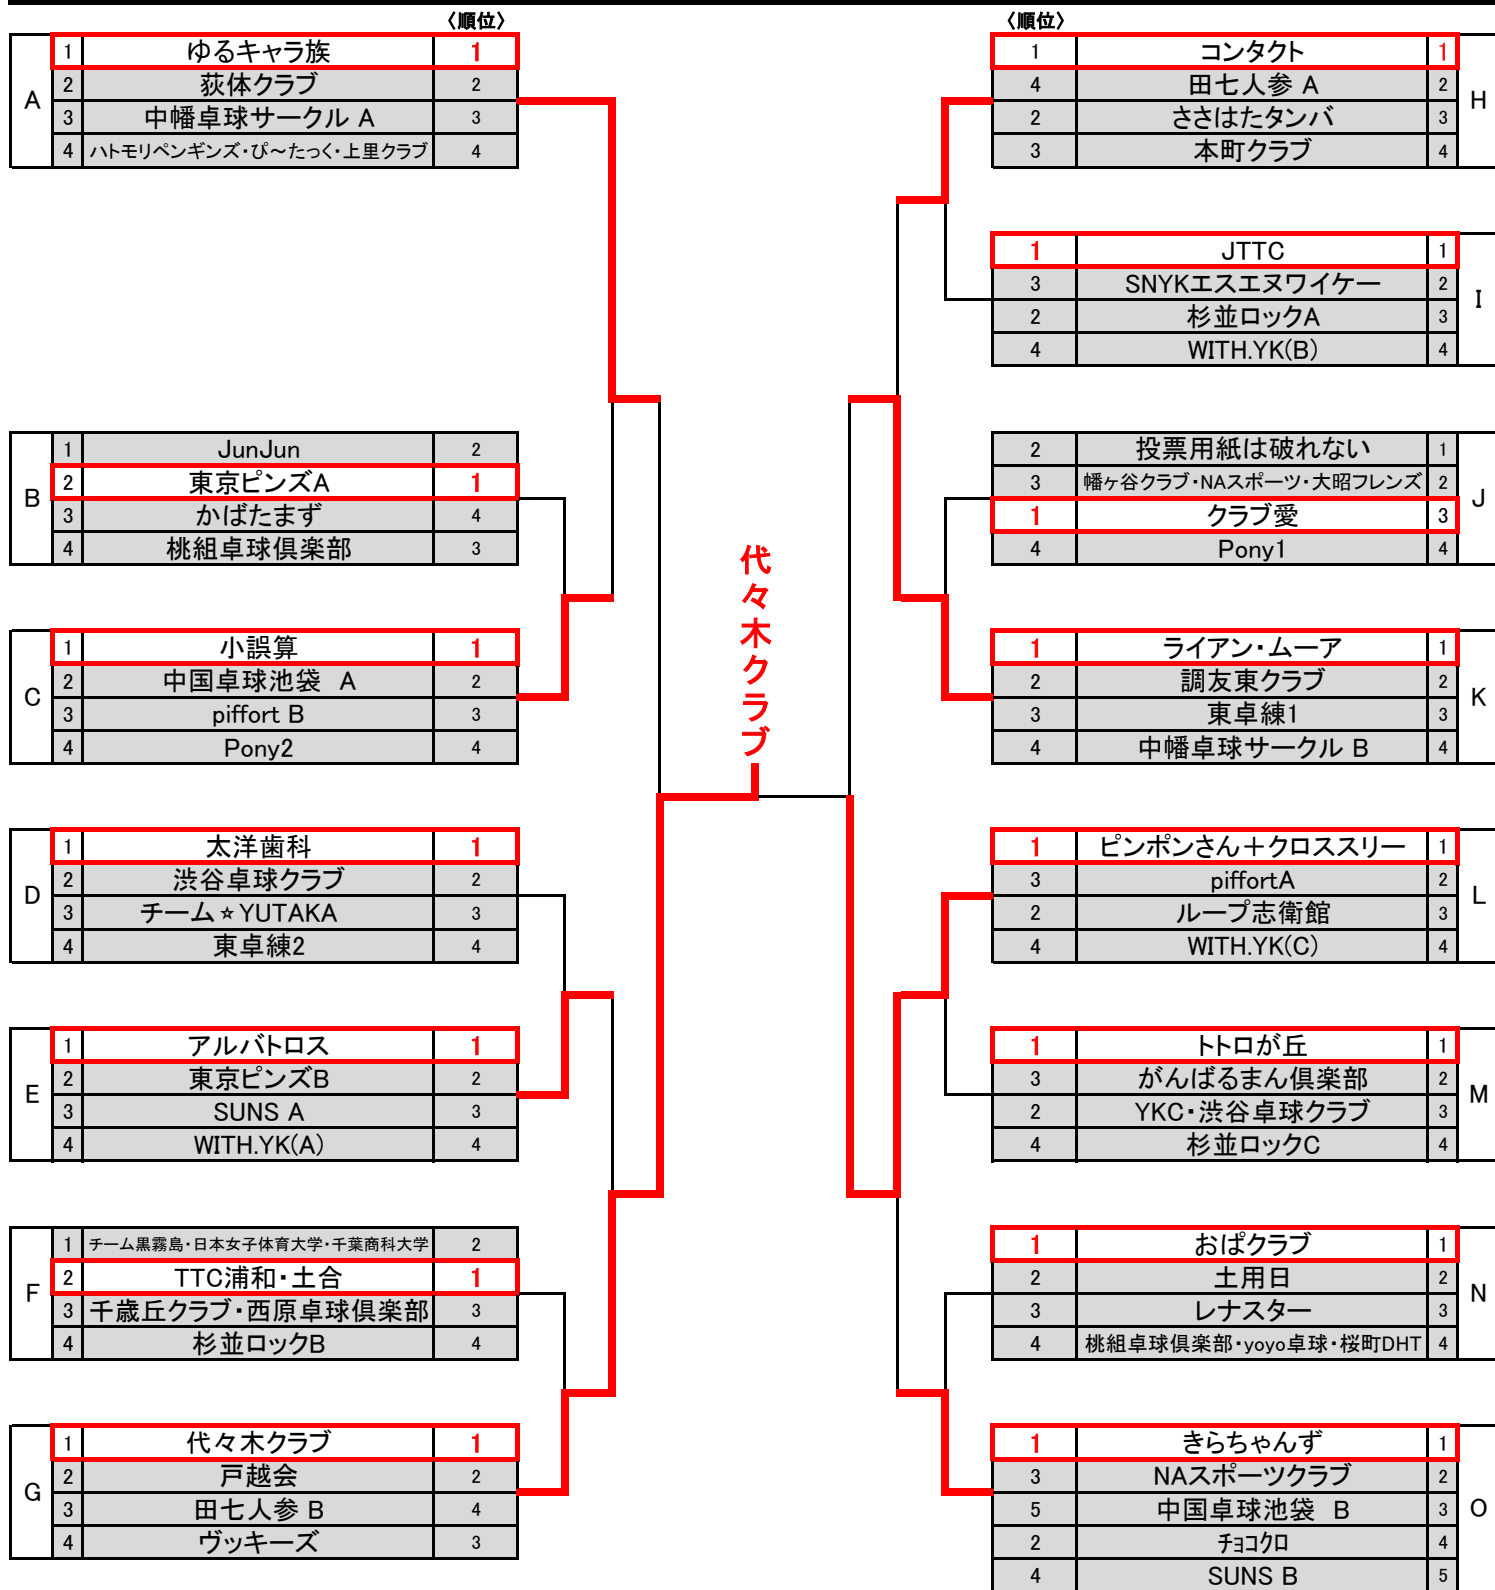 〈順位〉
A
1 ゆるキャラ族 1
2 荻体クラブ 2
3 中幡卓球サークル A 3
4 ハトモリペンギンズ・ぴ～たっく・上里クラブ 4
B
1 JunJun 2
2 東京ピンズA 1
3 かばたまず 4
4 桃組卓球倶楽部 3
C
1 小誤算 1
2 中国卓球池袋 A 2
3 piffort B 3
4 Pony2 4
D
1 太洋歯科 1
2 渋谷卓球クラブ 2
3 チーム☆YUTAKA 3
4 東卓練2 4
E
1 アルバトロス 1
2 東京ピンズB 2
3 SUNS A 3
4 WITH.YK(A) 4
F
1 チーム黒霧島・日本女子体育大学・千葉商科大学 2
2 TTC浦和・土合 1
3 千歳丘クラブ・西原卓球倶楽部 3
4 杉並ロックB 4
G
1 代々木クラブ 1
2 戸越会 2
3 田七人参 B 4
4 ヴッキーズ 3
代々木クラブ
〈順位〉
1 コンタクト 1
4 田七人参 A 2
2 ささはたタンバ 3
3 本町クラブ 4
H
1 JTTC 1
3 SNYKエスエヌワイケー 2
2 杉並ロックA 3
4 WITH.YK(B) 4
I
2 投票用紙は破れない 1
3 幡ヶ谷クラブ・NAスポーツ・大昭フレンズ 2
1 クラブ愛 3
4 Pony1 4
J
1 ライアン・ムーア 1
2 調友東クラブ 2
3 東卓練1 3
4 中幡卓球サークル B 4
K
1 ピンポンさん＋クロススリー 1
3 piffortA 2
2 ループ志衛館 3
4 WITH.YK(C) 4
L
1 トトロが丘 1
3 がんばるまん倶楽部 2
2 YKC・渋谷卓球クラブ 3
4 杉並ロックC 4
M
1 おぱクラブ 1
2 土用日 2
3 レナスター 3
4 桃組卓球倶楽部・yoyo卓球・桜町DHT 4
N
1 きらちゃんず 1
3 NAスポーツクラブ 2
5 中国卓球池袋 B 3
2 チョコクロ 4
4 SUNS B 5
O